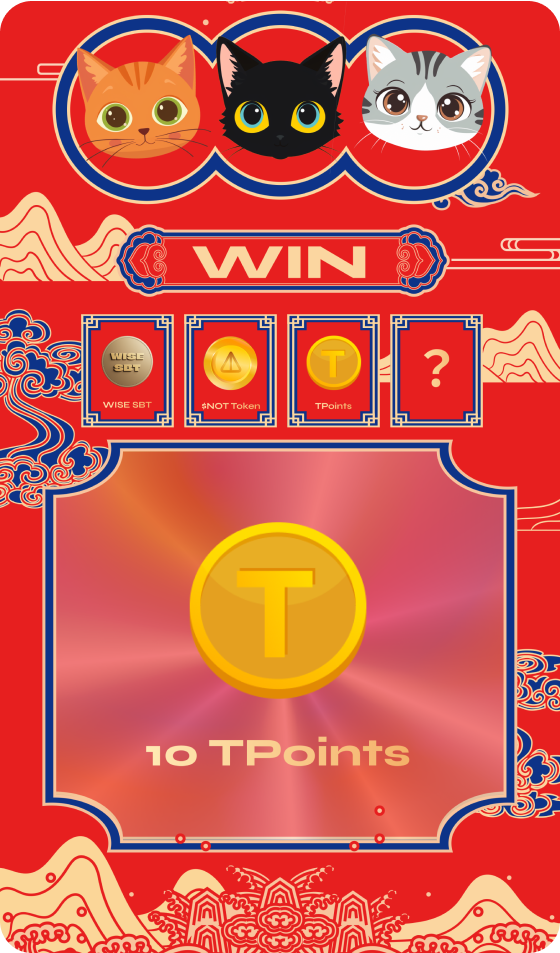 WIN
WISE
SBT
WISE SBT
$NOT Token
T
TPoints
?
T
10 TPoints